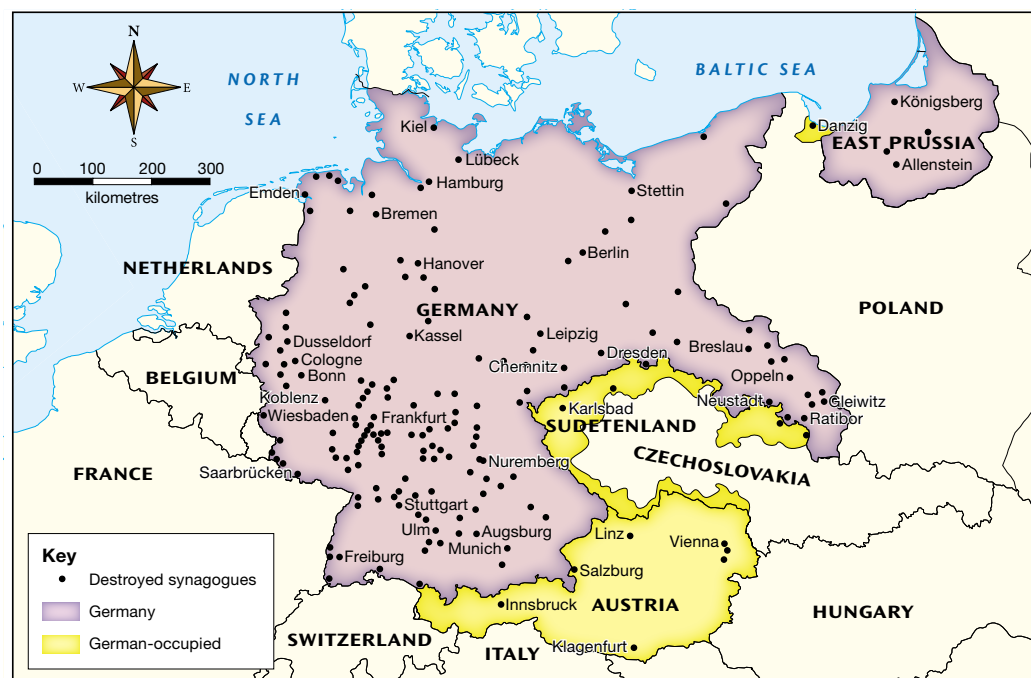 N
W
E
S
0 100 200 300
kilometres
NORTH
SEA
BALTIC SEA
Königsberg
Danzig
EAST PRUSSIA
Allenstein
Kiel
Lübeck
Hamburg
Stettin
Emden
Bremen
Berlin
NETHERLANDS
Hanover
GERMANY
POLAND
Dusseldorf
Kassel
Leipzig
Cologne
Dresden
Breslau
Chemnitz
BELGIUM
Bonn
Oppeln
Koblenz
Neustadt
Gleiwitz
Wiesbaden
Frankfurt
Karlsbad
Ratibor
SUDETENLAND
CZECHOSLOVAKIA
FRANCE
Saarbrücken
Nuremberg
Stuttgart
Ulm
Augsburg
Linz
Vienna
Munich
Freiburg
Salzburg
Innsbruck
AUSTRIA
HUNGARY
SWITZERLAND
ITALY
Klagenfurt
Key
Destroyed synagogues
Germany
German-occupied